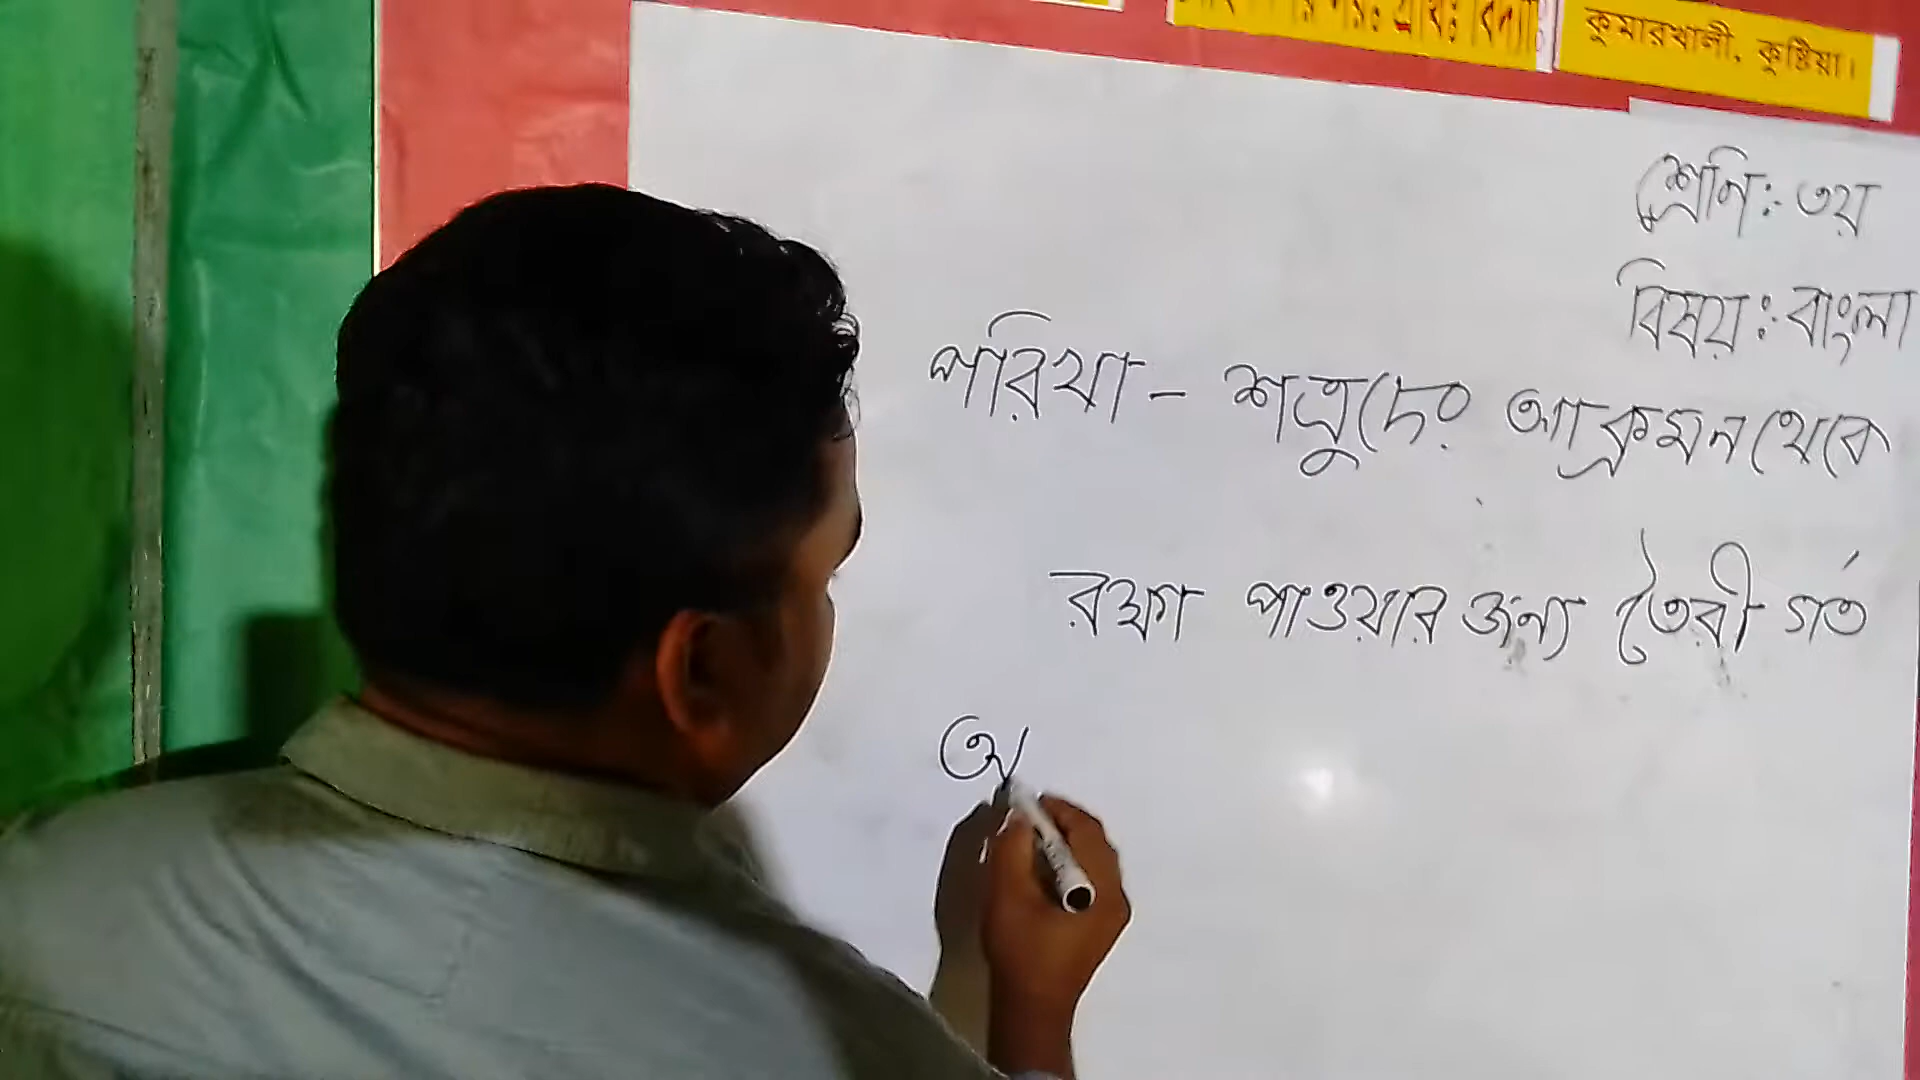 প্রাথঃ বিদ্যাঃ
কুমারখালী, কুষ্টিয়া।
শ্রেণি : ৩য়
বিষয় : বাংলা
পরিখা - শত্রুদের আক্রমন থেকে
রক্ষা পাওয়ার জন্য তৈরী গর্ত
অ